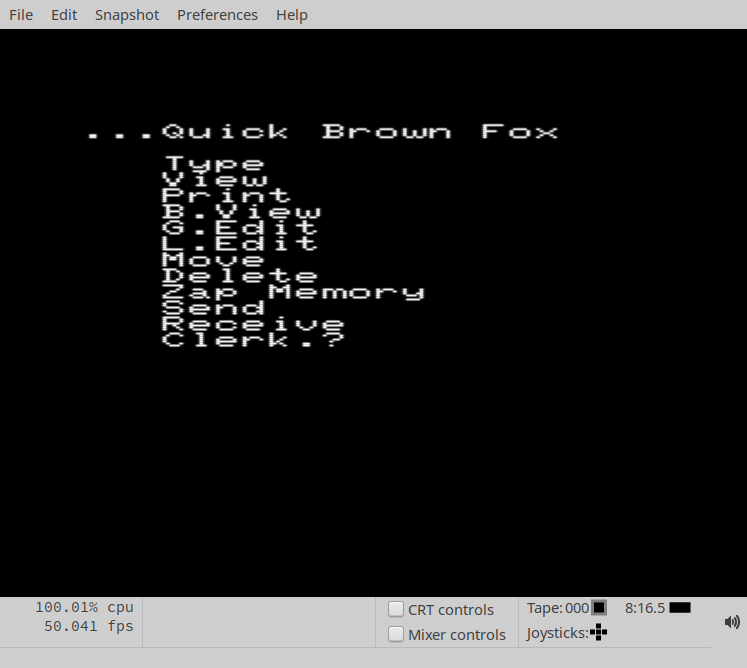 File Edit Snapshot Preferences Help
...Quick Brown Fox
Type
View
Print
B.View
G.Edit
L.Edit
Move
Delete
Zap Memory
Send
Receive
Clerk.?
100.01% cpu
50.041 fps
CRT controls
Mixer controls
Tape: 000 8:16.5
Joysticks: